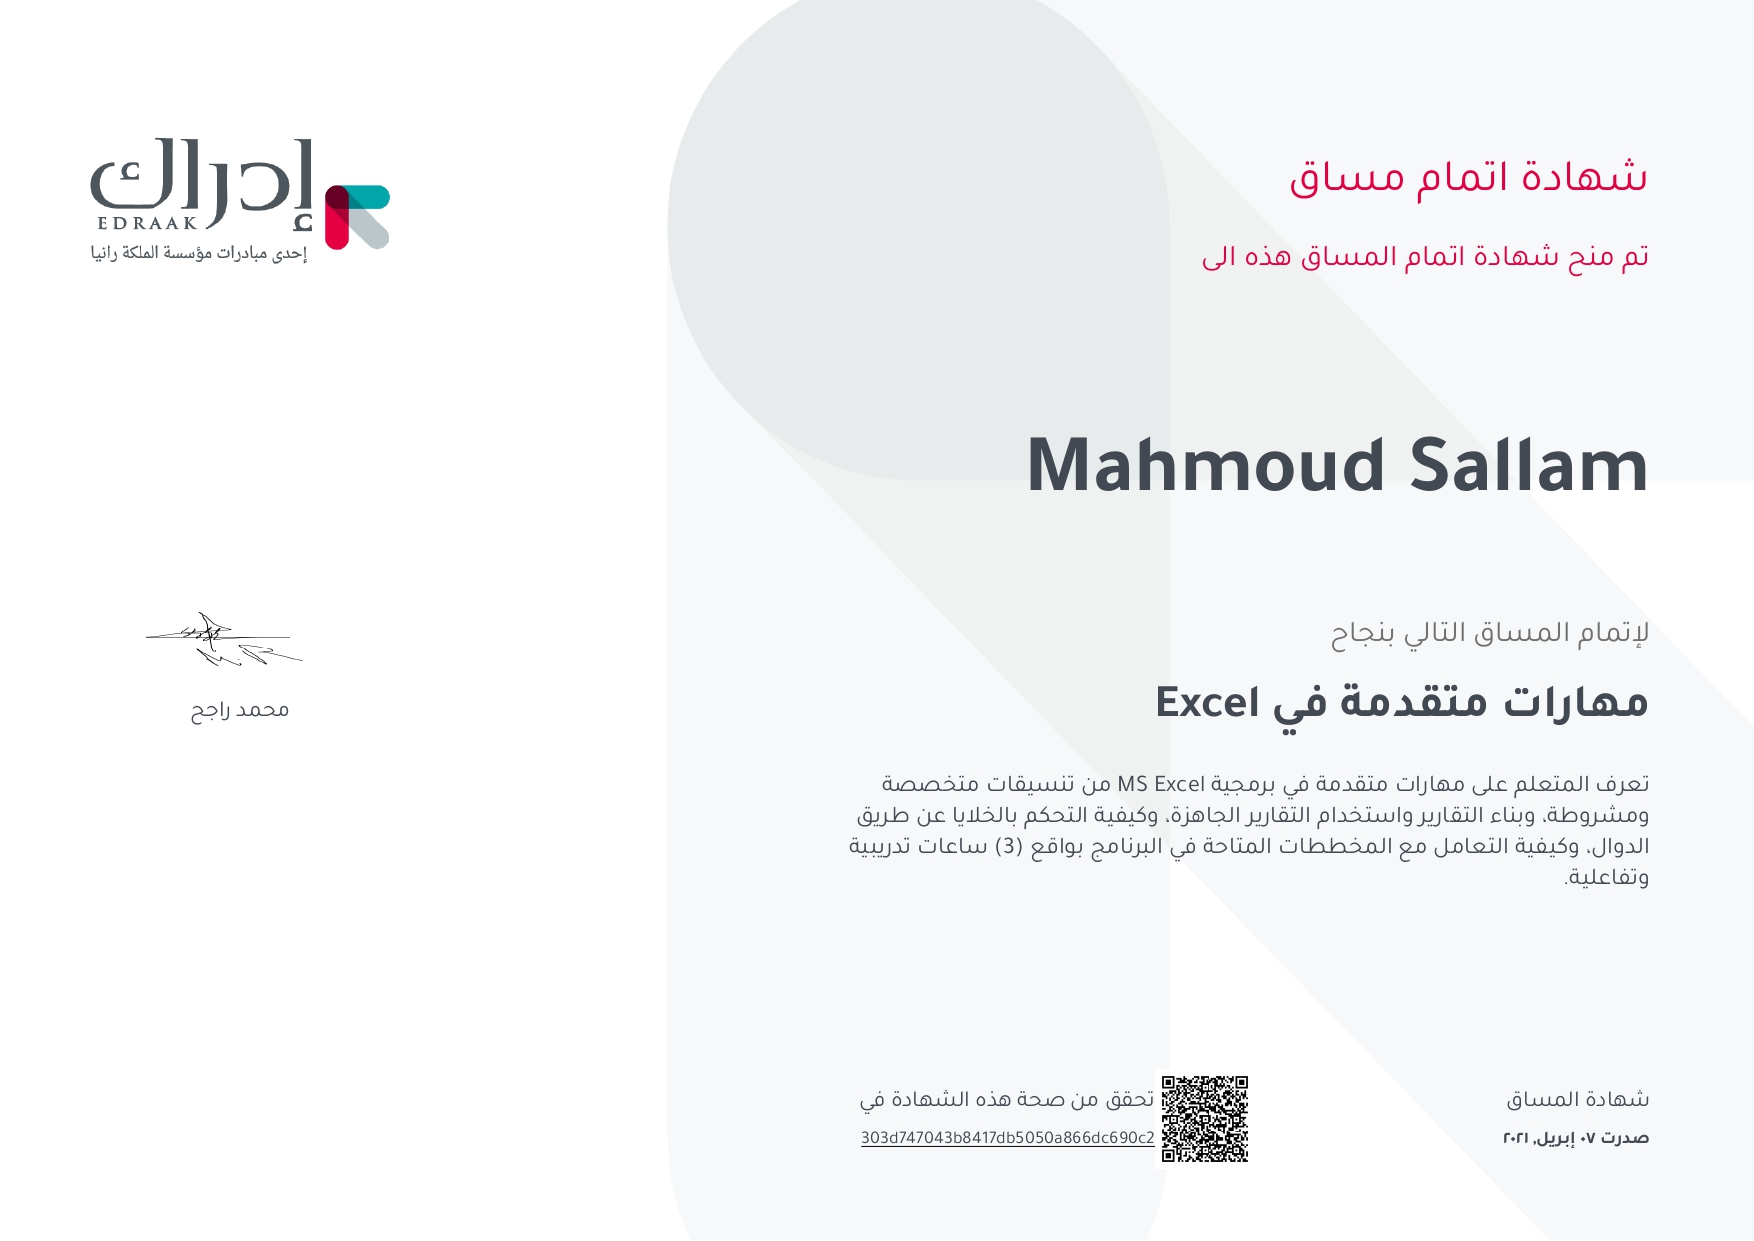 إدراك
EDRAAK
إحدى مبادرات مؤسسة الملكة رانيا
شهادة اتمام مساق
تم منح شهادة اتمام المساق هذه الى
Mahmoud Sallam
لإتمام المساق التالي بنجاح
مهارات متقدمة في Excel
تعرف المتعلم على مهارات متقدمة في برمجية MS Excel من تنسيقات متخصصة
ومشروطة، وبناء التقارير واستخدام التقارير الجاهزة، وكيفية التحكم بالخلايا عن طريق
الدوال، وكيفية التعامل مع المخططات المتاحة في البرنامج بواقع (3) ساعات تدريبية
وتفاعلية.
محمد راجح
شهادة المساق
صدرت ٠٧ إبريل, ٢٠٢١
تحقق من صحة هذه الشهادة في
303d747043b8417db5050a866dc690c2